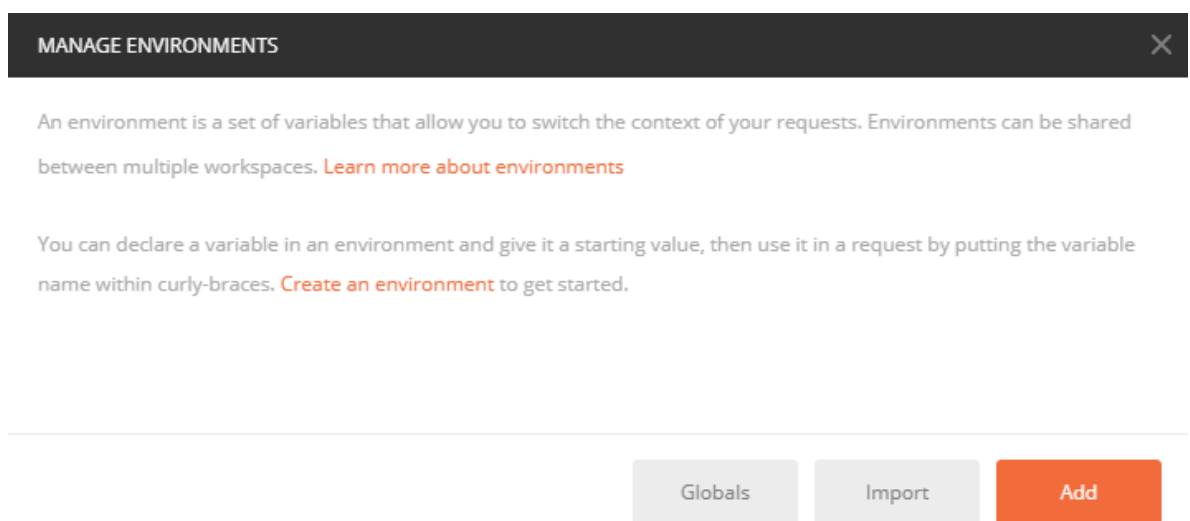 MANAGE ENVIRONMENTS
An environment is a set of variables that allow you to switch the context of your requests. Environments can be shared
between multiple workspaces. Learn more about environments
You can declare a variable in an environment and give it a starting value, then use it in a request by putting the variable
name within curly-braces. Create an environment to get started.
Globals Import Add